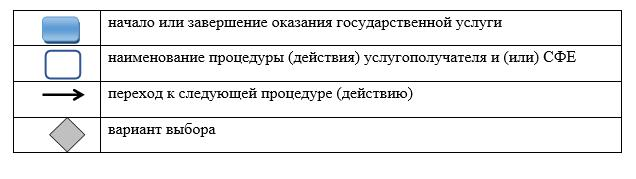 начало или завершение оказания государственной услуги
наименование процедуры (действия) услугополучателя и (или) СФЕ
переход к следующей процедуре (действию)
вариант выбора